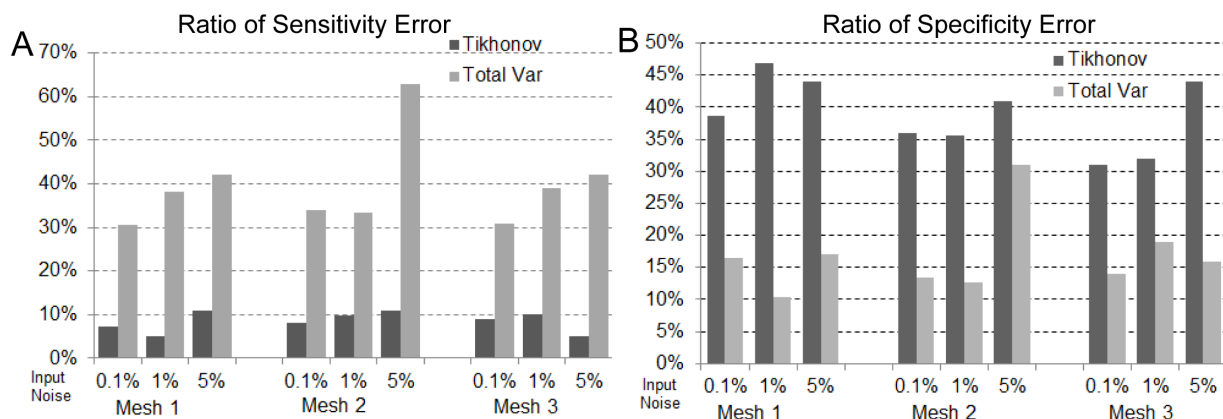 A
Ratio of Sensitivity Error
Tikhonov
Total Var
70%
60%
50%
40%
30%
20%
10%
0%
Input Noise
0.1% 1% 5% 0.1% 1% 5% 0.1% 1% 5%
Mesh 1 Mesh 2 Mesh 3
B
Ratio of Specificity Error
Tikhonov
Total Var
50%
45%
40%
35%
30%
25%
20%
15%
10%
5%
0%
Input Noise
0.1% 1% 5% 0.1% 1% 5% 0.1% 1% 5%
Mesh 1 Mesh 2 Mesh 3